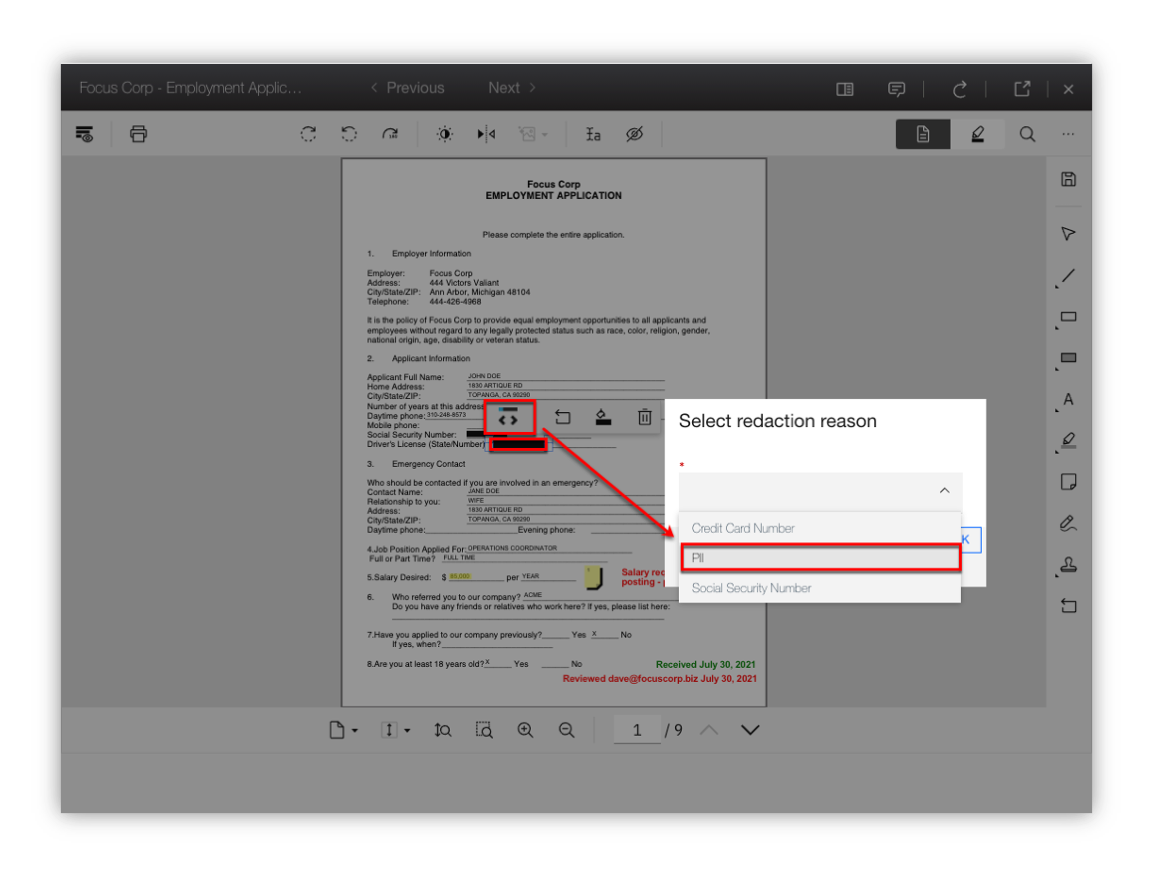 Focus Corp - Employment Applic...
< Previous
Next >
Focus Corp
EMPLOYMENT APPLICATION
Please complete the entire application.
1. Employer Information
Employer: Focus Corp
Address: 444 Victors Valiant
City/State/ZIP: Ann Arbor, Michigan 48104
Telephone: 444-426-4968
It is the policy of Focus Corp to provide equal employment opportunities to all applicants and
employees without regard to any legally protected status such as race, color, religion, gender,
national origin, age, disability or veteran status.
2. Applicant Information
Applicant Full Name: JOHN DOE
Home Address: 1830 ARTIQUE RD
City/State/ZIP: TOPANGA, CA 90290
Number of years at this address
Daytime phone: 310-248-8573
Mobile phone:
Social Security Number:
Driver's License (State/Number)
3. Emergency Contact
Who should be contacted if you are involved in an emergency?
Contact Name: JANE DOE
Relationship to you: WIFE
Address: 1830 ARTIQUE RD
City/State/ZIP: TOPANGA, CA 90290
Daytime phone: Evening phone:
4.Job Position Applied For: OPERATIONS COORDINATOR
Full or Part Time? FULL TIME
5.Salary Desired: $ 65,000 per YEAR
Salary
posting -
6. Who referred you to our company? ACME
Do you have any friends or relatives who work here? If yes, please list here:
7.Have you applied to our company previously? Yes X No
If yes, when?
8.Are you at least 18 years old? X Yes No
Received July 30, 2021
Reviewed dave@focuscorp.biz July 30, 2021
Select redaction reason
*
Credit Card Number
PII
Social Security Number
K
A
1 / 9